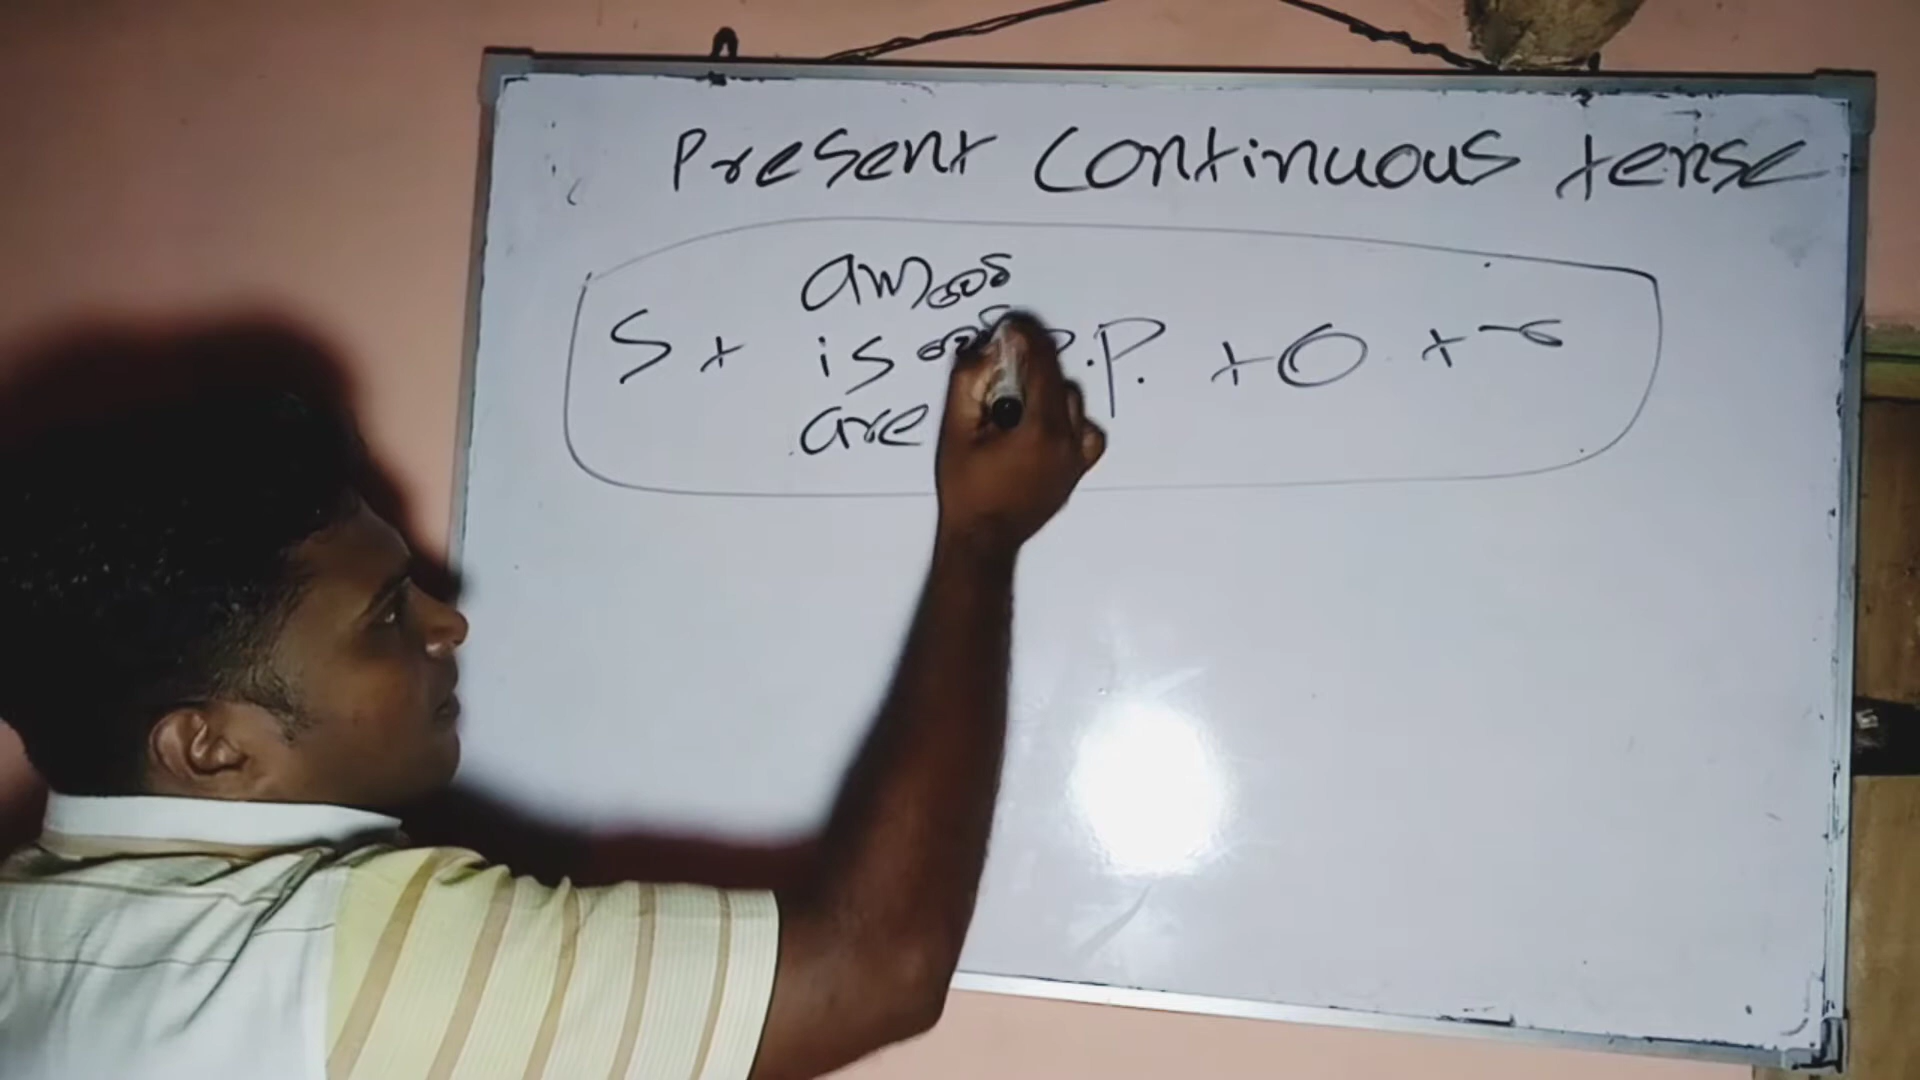 Present Continuous tense
am
S + is .P. + O +
are